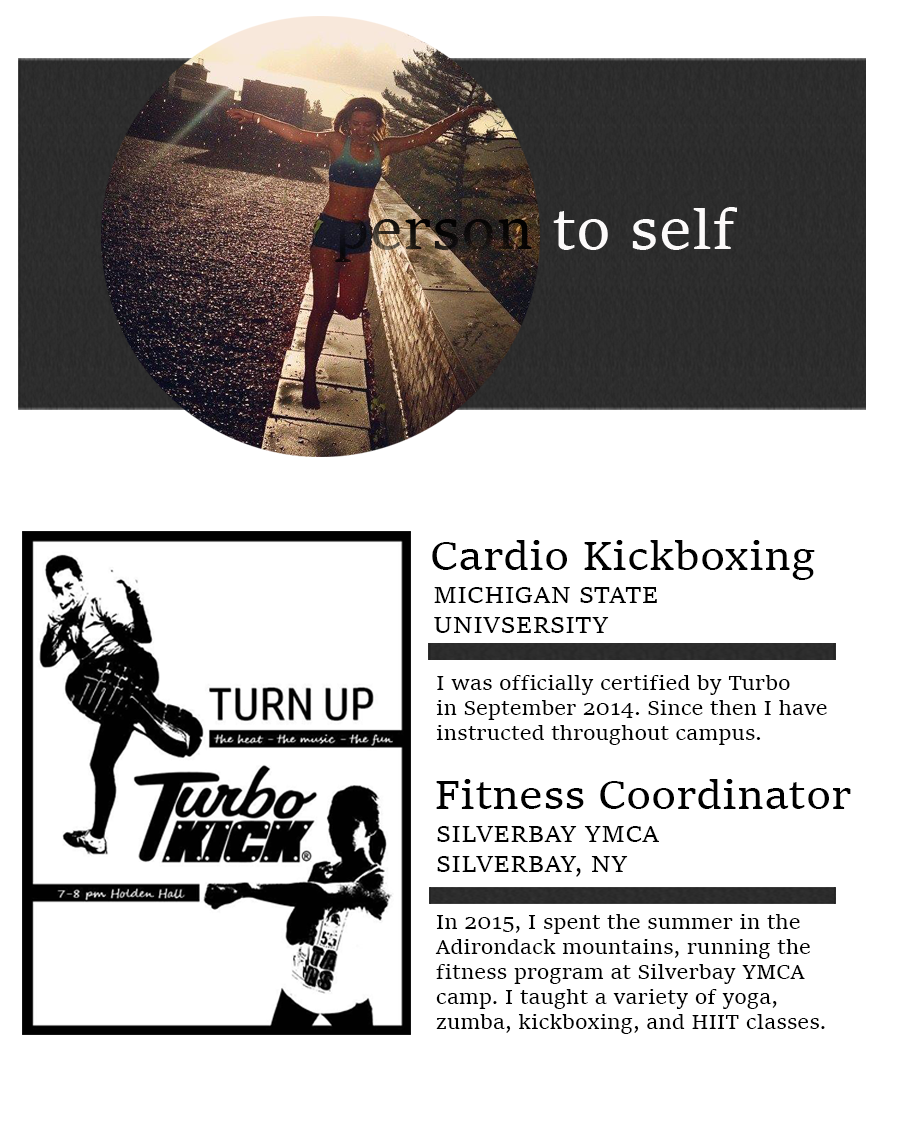 person to self
Cardio Kickboxing
MICHIGAN STATE
UNIVSERSITY
I was officially certified by Turbo
in September 2014. Since then I have
instructed throughout campus.
TURN UP
the heat - the music - the fun
Turbo
KICK®
7-8 pm Holden Hall
Fitness Coordinator
SILVERBAY YMCA
SILVERBAY, NY
In 2015, I spent the summer in the
Adirondack mountains, running the
fitness program at Silverbay YMCA
camp. I taught a variety of yoga,
zumba, kickboxing, and HIIT classes.